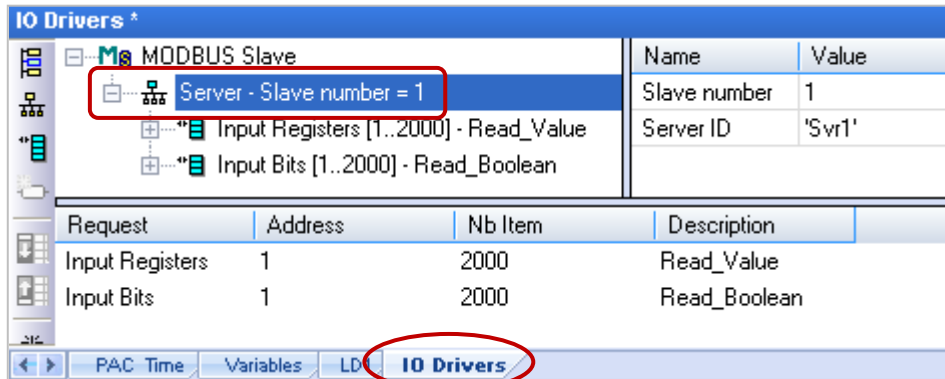 IO Drivers *
MODBUS Slave
Server - Slave number = 1
Input Registers [1..2000] - Read_Value
Input Bits [1..2000] - Read_Boolean
Name Value
Slave number 1
Server ID 'Svr1'
Request Address Nb Item Description
Input Registers 1 2000 Read_Value
Input Bits 1 2000 Read_Boolean
PAC Time Variables LD1 IO Drivers